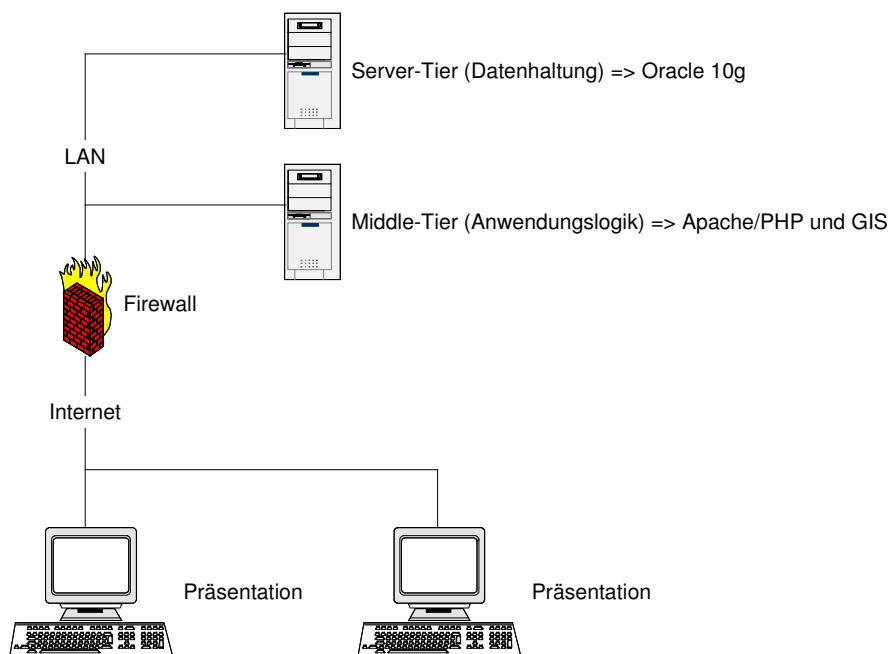 Server-Tier (Datenhaltung) => Oracle 10g
LAN
Middle-Tier (Anwendungslogik) => Apache/PHP und GIS
Firewall
Internet
Präsentation
Präsentation